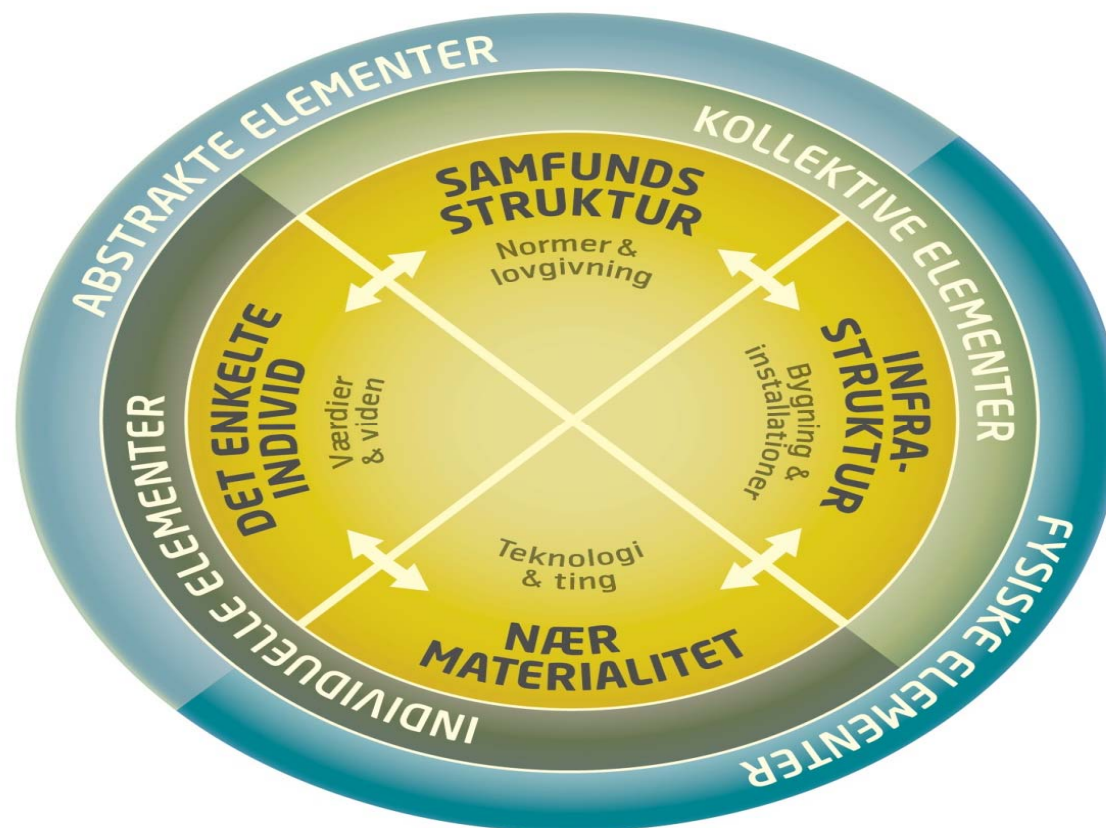 ABSTRAKTE ELEMENTER
KOLLEKTIVE ELEMENTER
SAMFUNDS
STRUKTUR
Normer &
lovgivning
DET ENKELTE
INDIVID
Værdier
& viden
INFRA-
STRUKTUR
Bygning &
installationer
Teknologi
& ting
NÆR
MATERIALITET
INDIVIDUELLE ELEMENTER
FYSISKE ELEMENTER